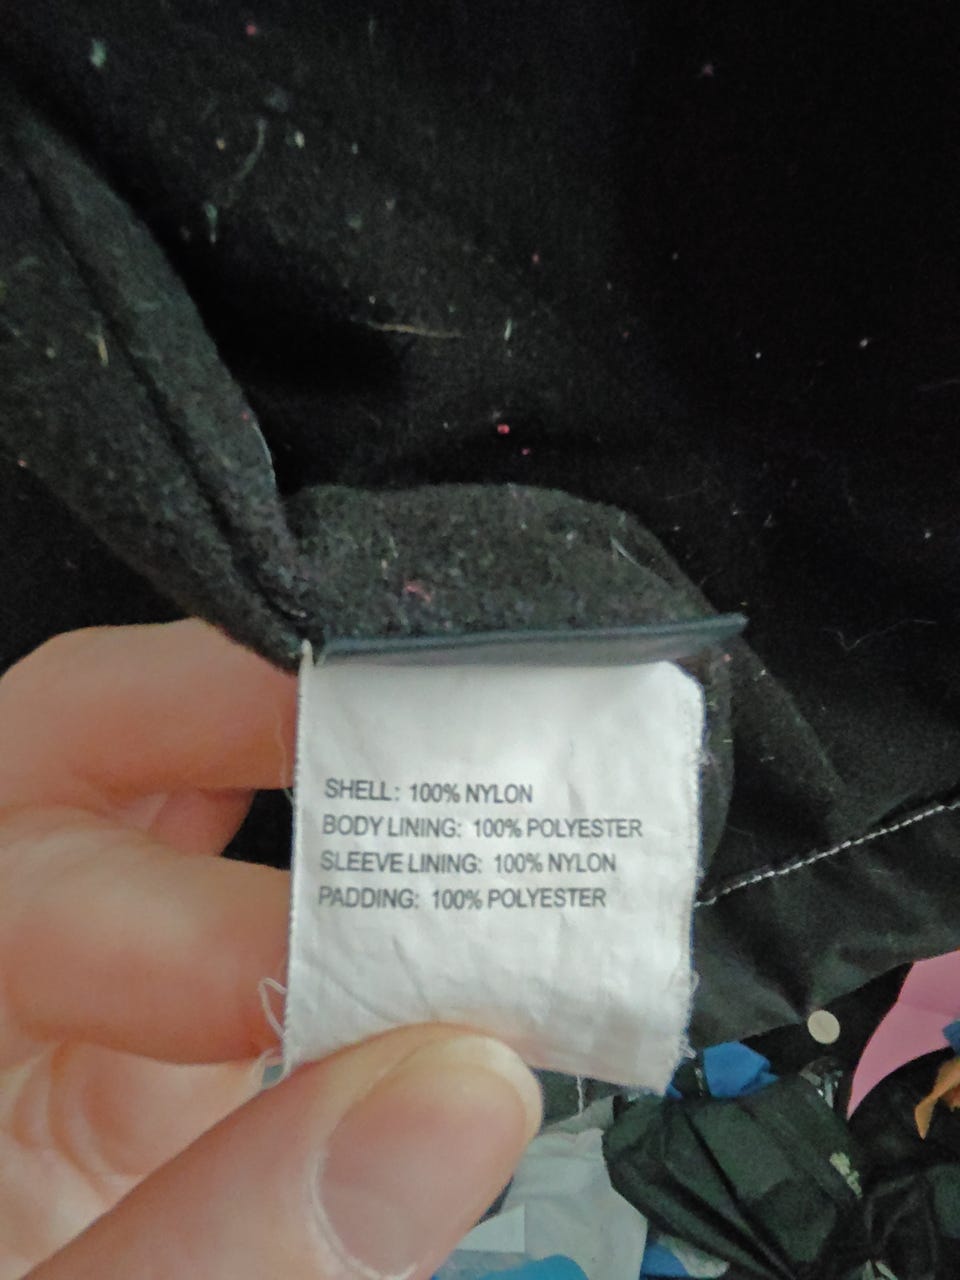 SHELL: 100% NYLON
BODY LINING: 100% POLYESTER
SLEEVE LINING: 100% NYLON
PADDING: 100% POLYESTER